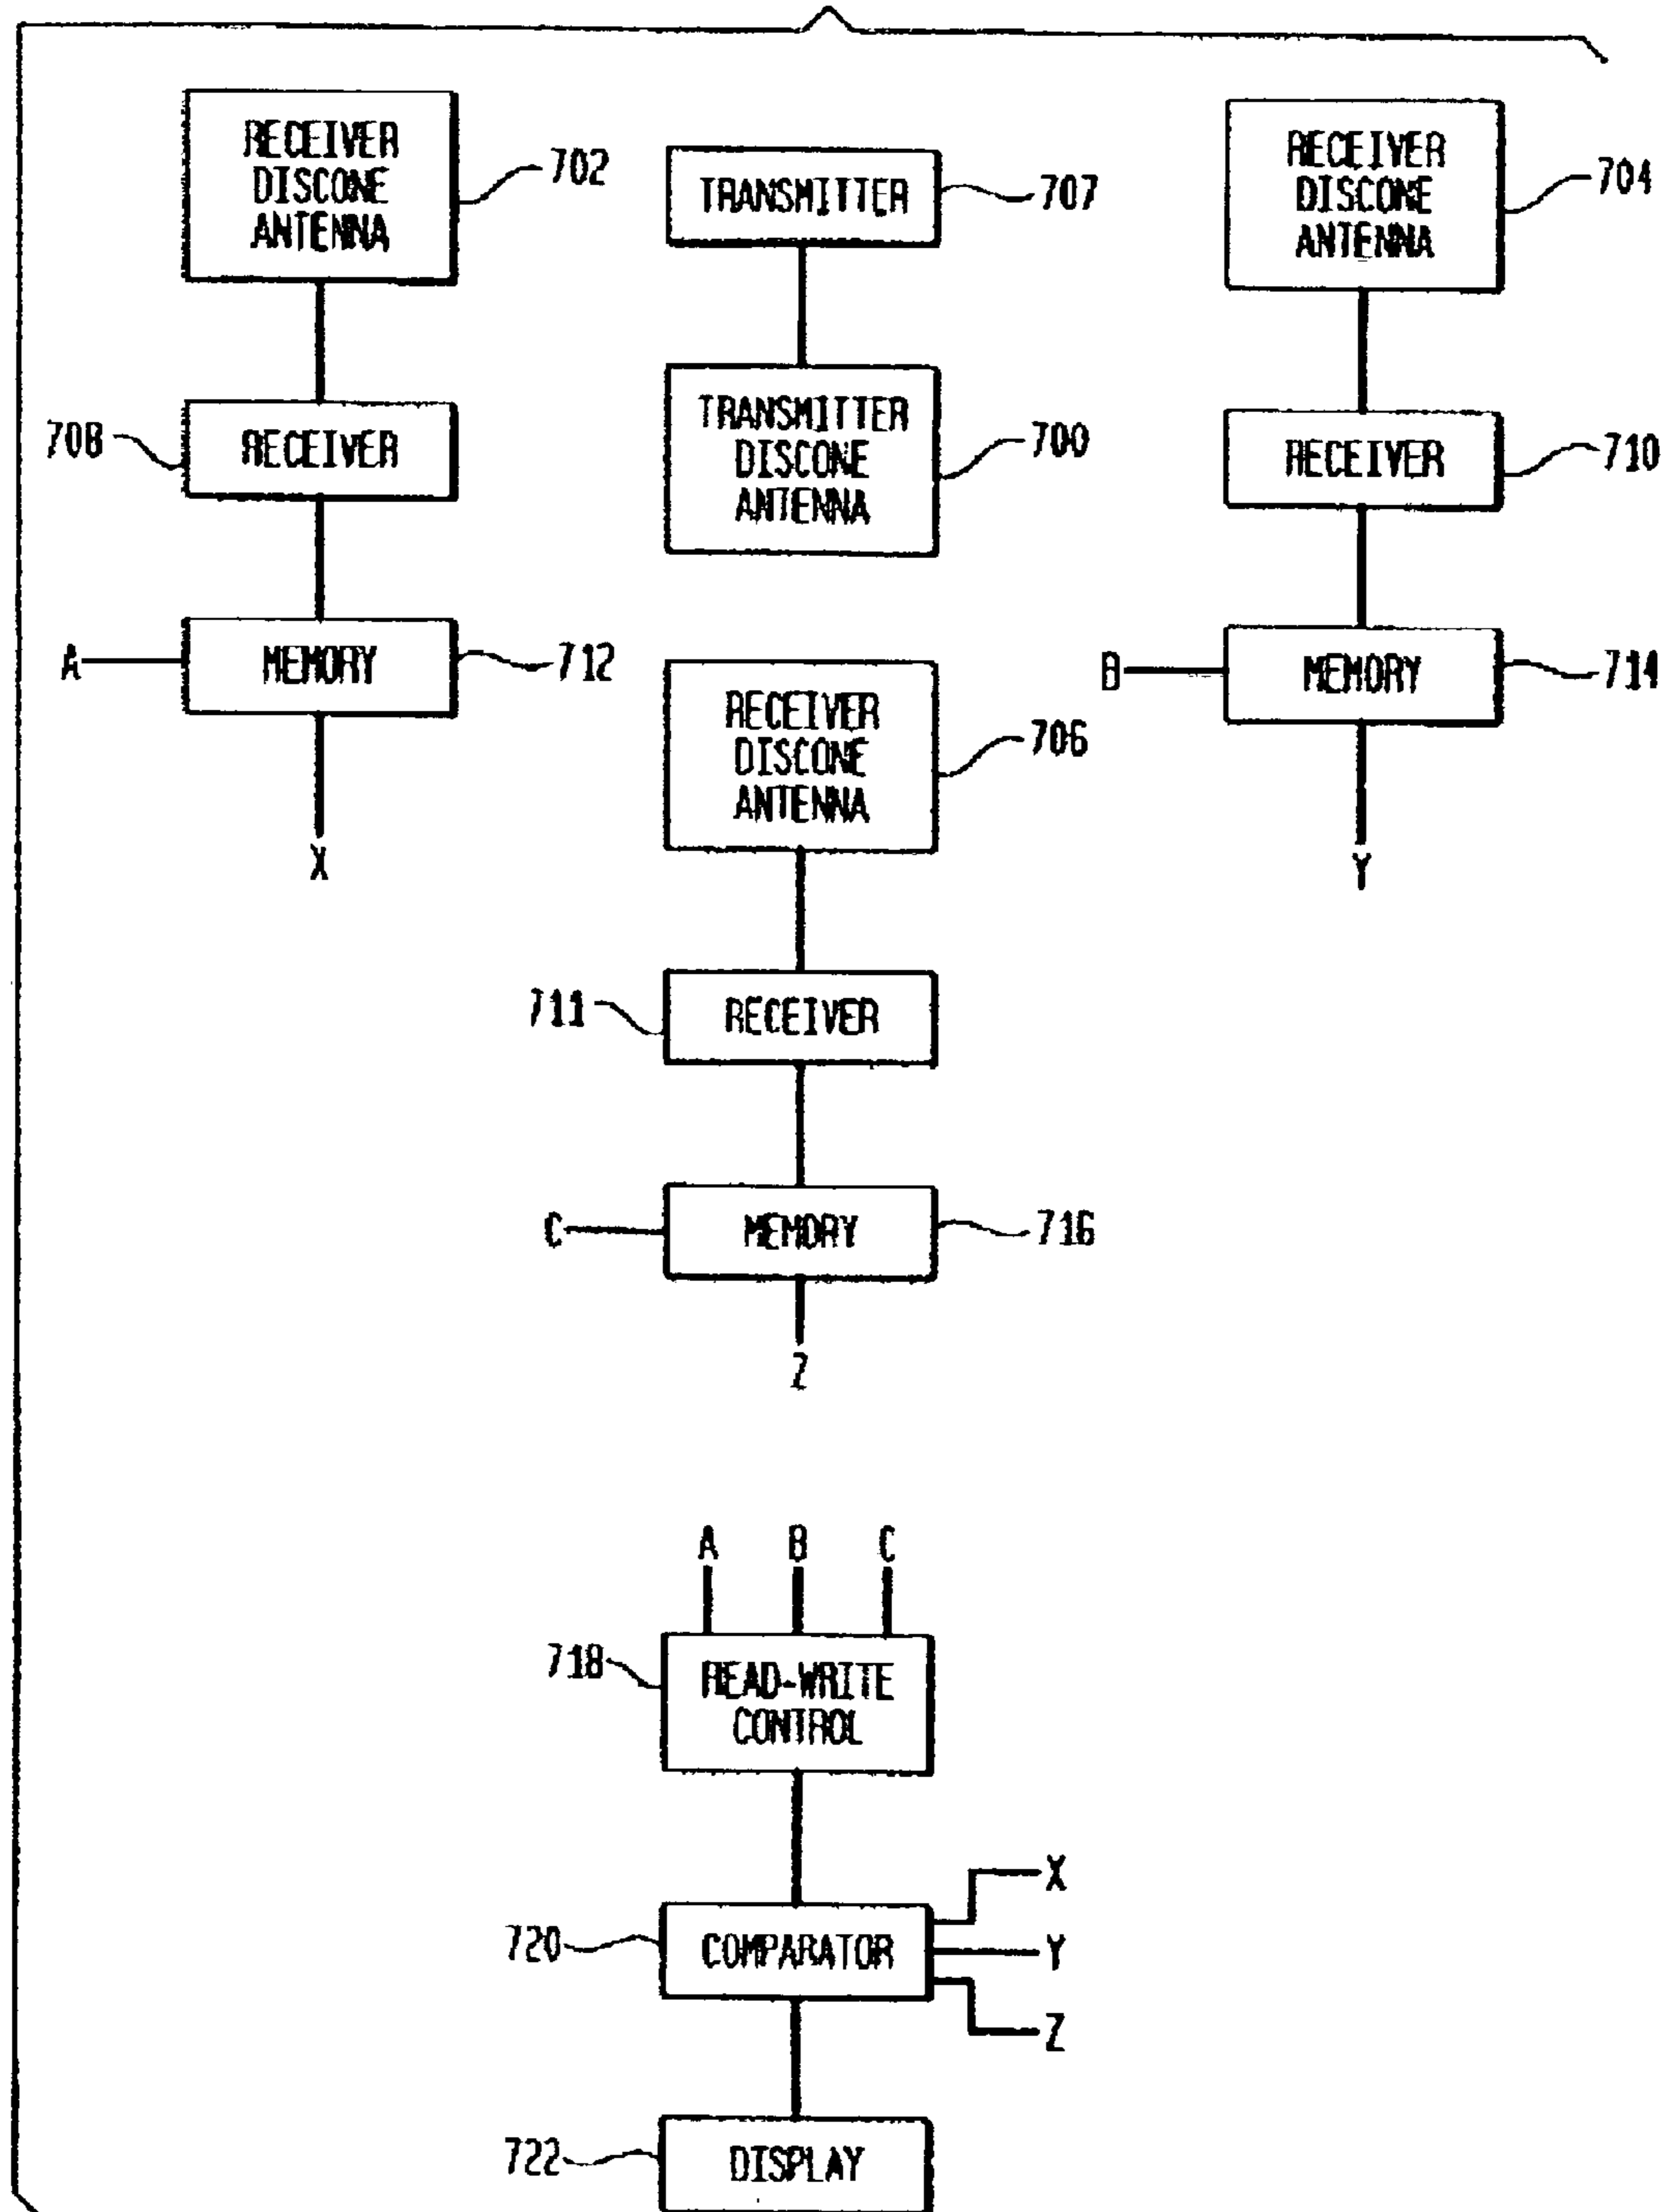 RECEIVER
DISCONE
ANTENNA
702
TRANSMITTER
707
RECEIVER
DISCONE
ANTENNA
704
708
RECEIVER
TRANSMITTER
DISCONE
ANTENNA
700
RECEIVER
710
A
MEMORY
712
B
MEMORY
714
RECEIVER
DISCONE
ANTENNA
706
X
Y
711
RECEIVER
C
MEMORY
716
Z
A B C
718
READ-WRITE
CONTROL
X
720
COMPARATOR
Y
Z
722
DISPLAY